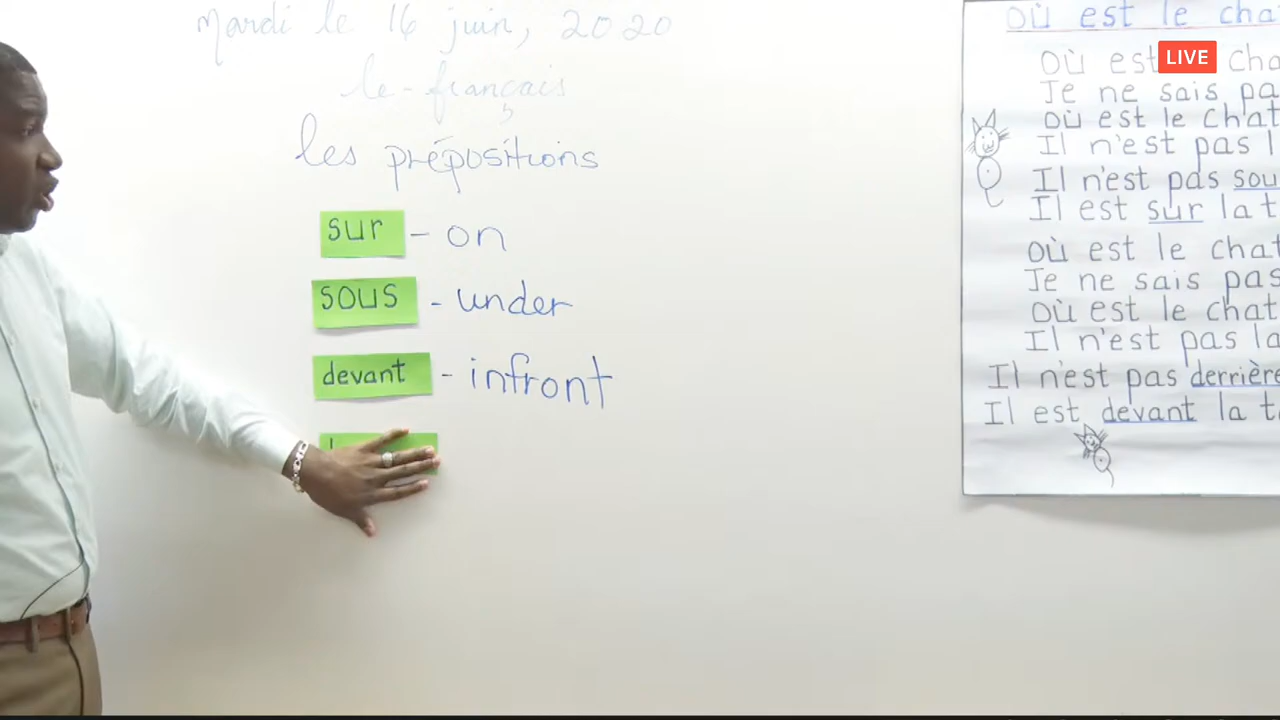 Mardi le 16 juin, 2020
le français
les prépositions
sur - on
sous - under
devant - infront
LIVE
où est le cha
Où est cha
Je ne sais pa
où est le chat
Il n'est pas l
Il n'est pas sou
Il est sur la t
Où est le chat
Je ne sais pas
où est le chat
Il n'est pas la
Il n'est pas derrière
Il est devant la ta